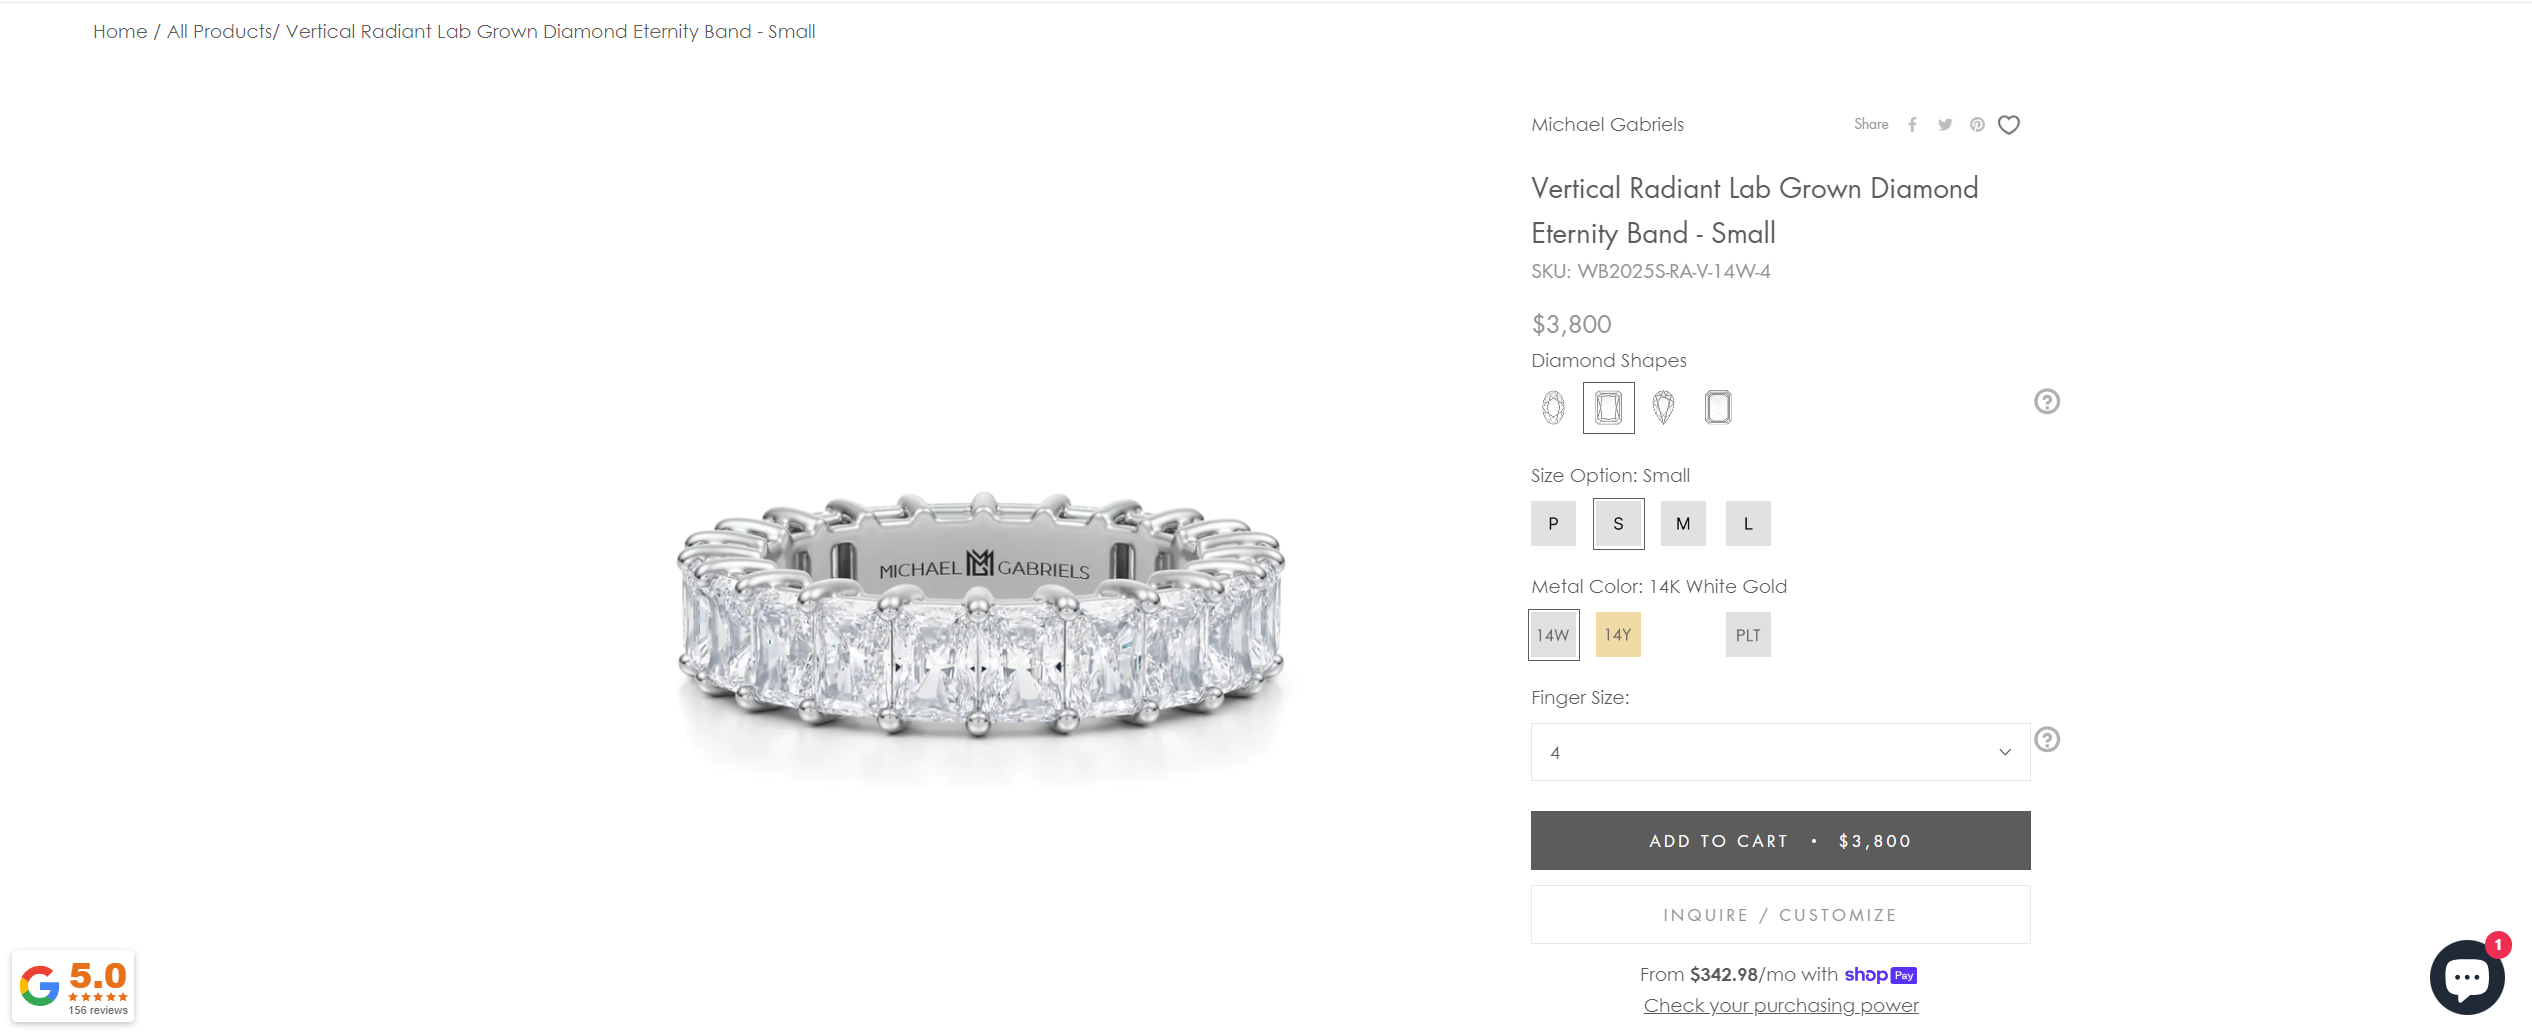 Home / All Products/ Vertical Radiant Lab Grown Diamond Eternity Band - Small
Michael Gabriels
Share
Vertical Radiant Lab Grown Diamond
Eternity Band - Small
SKU: WB2025S-RA-V-14W-4
$3,800
Diamond Shapes
?
Size Option: Small
P S M L
MICHAEL GABRIELS
Metal Color: 14K White Gold
14W 14Y PLT
Finger Size:
4
?
ADD TO CART • $3,800
INQUIRE / CUSTOMIZE
From $342.98/mo with shop Pay
Check your purchasing power
G 5.0
156 reviews
1